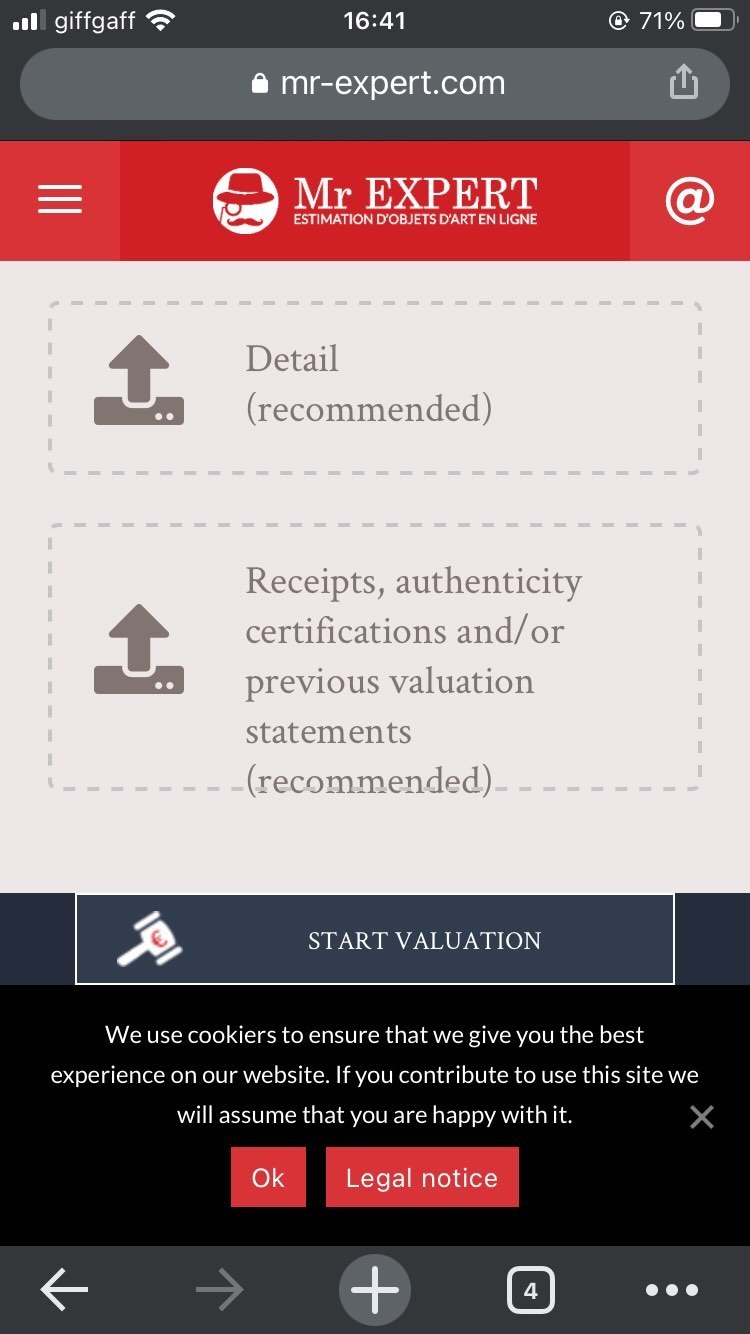 giffgaff 16:41 71%
mr-expert.com
Mr EXPERT
ESTIMATION D'OBJETS D'ART EN LIGNE
@
Detail
(recommended)
Receipts, authenticity
certifications and/or
previous valuation
statements
(recommended)
€ START VALUATION
We use cookiers to ensure that we give you the best
experience on our website. If you contribute to use this site we
will assume that you are happy with it.
Ok Legal notice
4